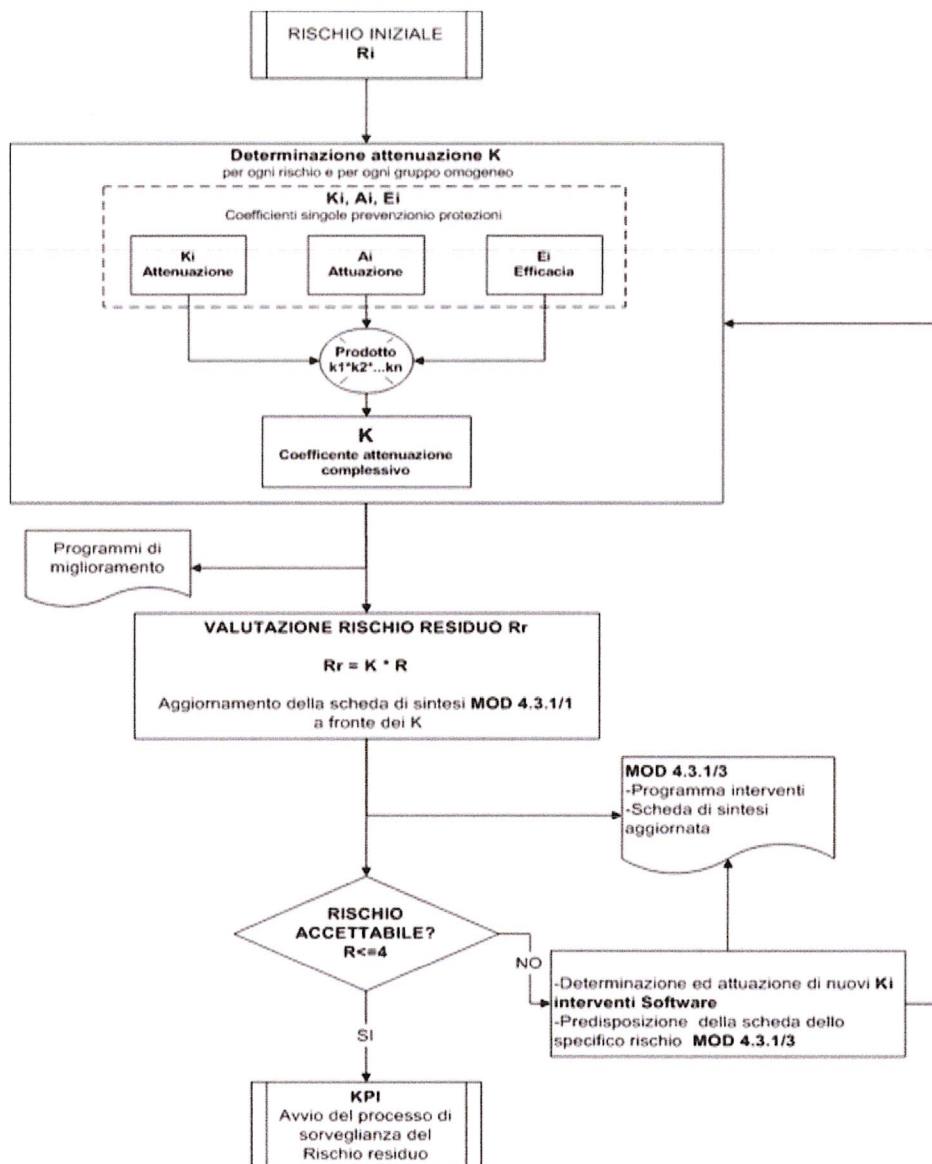 RISCHIO INIZIALE
Ri
Determinazione attenuazione K
per ogni rischio e per ogni gruppo omogeneo
Ki, Ai, Ei
Coefficienti singole prevenzionio protezioni
Ki
Attenuazione
Ai
Attuazione
Ei
Efficacia
Prodotto
k1*k2*...kn
K
Coefficente attenuazione
complessivo
Programmi di
miglioramento
VALUTAZIONE RISCHIO RESIDUO Rr
Rr = K * R
Aggiornamento della scheda di sintesi MOD 4.3.1/1
a fronte dei K
MOD 4.3.1/3
-Programma interventi
-Scheda di sintesi
aggiornata
RISCHIO
ACCETTABILE?
R<=4
NO
-Determinazione ed attuazione di nuovi Ki
interventi Software
-Predisposizione della scheda dello
specifico rischio MOD 4.3.1/3
SI
KPI
Avvio del processo di
sorveglianza del
Rischio residuo